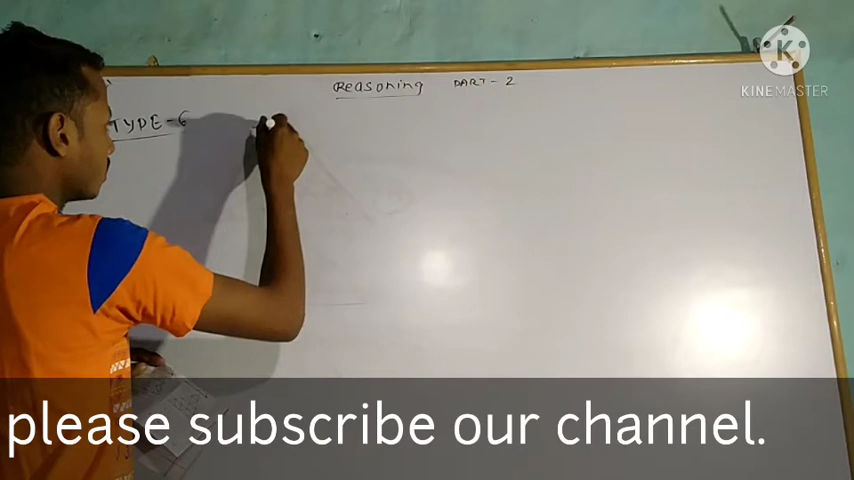 Reasoning PART-2
TYPE-6
K
KINEMASTER
please subscribe our channel.